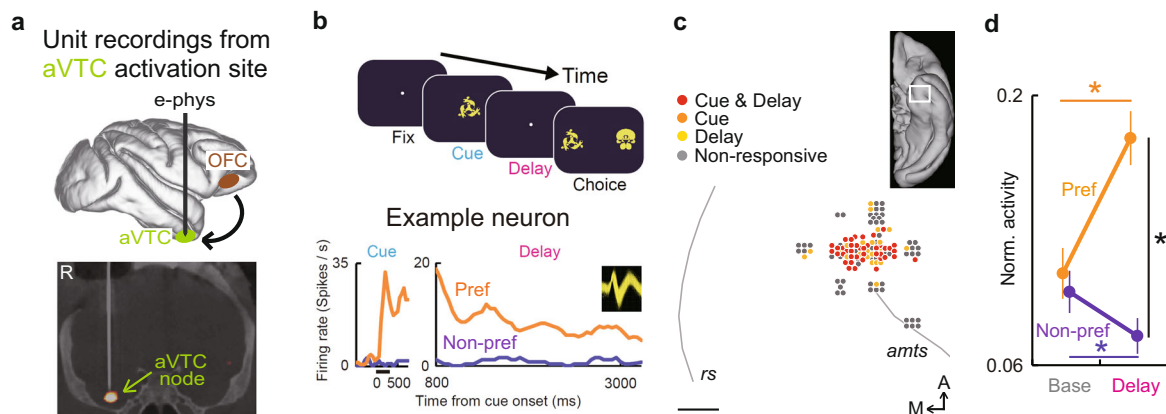 a
Unit recordings from
aVTC activation site
e-phys
OFC
aVTC
R
aVTC
node
b
Time
Fix
Cue
Delay
Choice
Example neuron
Cue
Delay
Firing rate (Spikes / s)
35
0
20
0
Pref
Non-pref
0 500
800
3000
Time from cue onset (ms)
c
Cue & Delay
Cue
Delay
Non-responsive
rs
amts
A
M
d
0.2
*
Norm. activity
Pref
*
Non-pref
*
0.06
Base
Delay